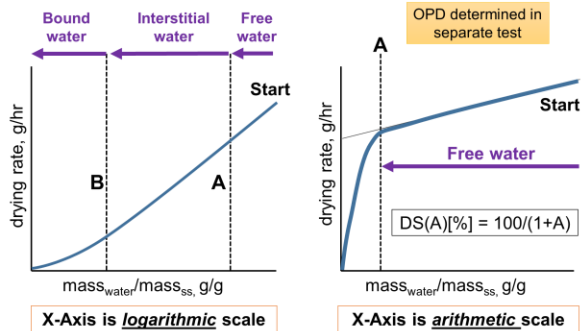 Bound
water
Interstitial
water
Free
water
Start
B
A
drying rate, g/hr
mass_water/mass_ss, g/g
X-Axis is logarithmic scale
OPD determined in
separate test
A
Start
Free water
DS(A)[%] = 100/(1+A)
drying rate, g/hr
mass_water/mass_ss, g/g
X-Axis is arithmetic scale